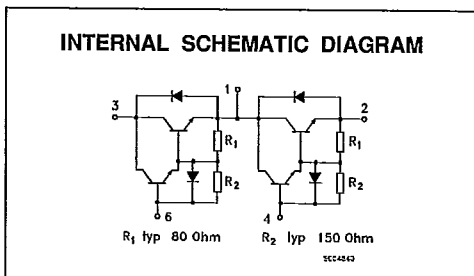 INTERNAL SCHEMATIC DIAGRAM
1
3
2
R1
R1
R2
R2
6
4
R1 typ 80 Ohm R2 typ 150 Ohm